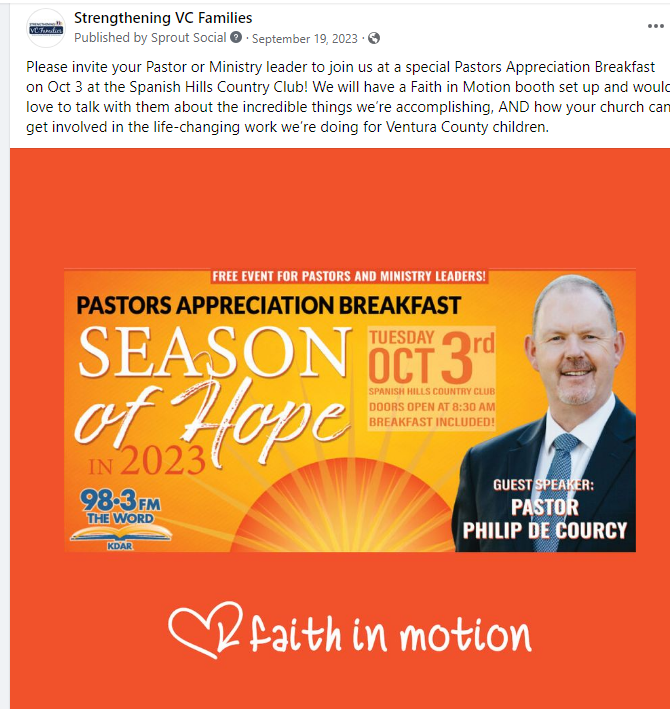 Strengthening VC Families
Published by Sprout Social · September 19, 2023 ·
Please invite your Pastor or Ministry leader to join us at a special Pastors Appreciation Breakfast
on Oct 3 at the Spanish Hills Country Club! We will have a Faith in Motion booth set up and would
love to talk with them about the incredible things we’re accomplishing, AND how your church can
get involved in the life-changing work we’re doing for Ventura County children.
FREE EVENT FOR PASTORS AND MINISTRY LEADERS!
PASTORS APPRECIATION BREAKFAST
SEASON
of Hope
IN 2023
TUESDAY
OCT 3rd
SPANISH HILLS COUNTRY CLUB
DOORS OPEN AT 8:30 AM
BREAKFAST INCLUDED!
98·3 FM
THE WORD
KDAR
GUEST SPEAKER:
PASTOR
PHILIP DE COURCY
faith in motion